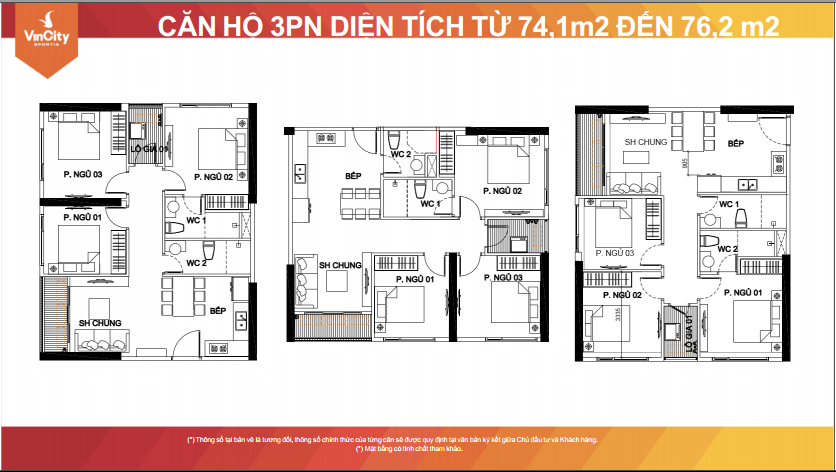 VinCity
SPORTIA
CĂN HỘ 3PN DIỆN TÍCH TỪ 74,1m2 ĐẾN 76,2 m2
LÔ GIA 01
P. NGỦ 03
P. NGỦ 02
P. NGỦ 01
WC 1
WC 2
BẾP
SH CHUNG
WC 2
BẾP
P. NGỦ 02
WC 1
SH CHUNG
P. NGỦ 01
P. NGỦ 03
SH CHUNG
BẾP
905
WC 1
WC 2
P. NGỦ 03
P. NGỦ 02
P. NGỦ 01
3335
LÔ GIA 01
(*) Thông số tại bản vẽ là tương đối, thông số chính thức của từng căn sẽ được quy định tại văn bản ký kết giữa Chủ đầu tư và Khách hàng.
(*) Mặt bằng có tính chất tham khảo.